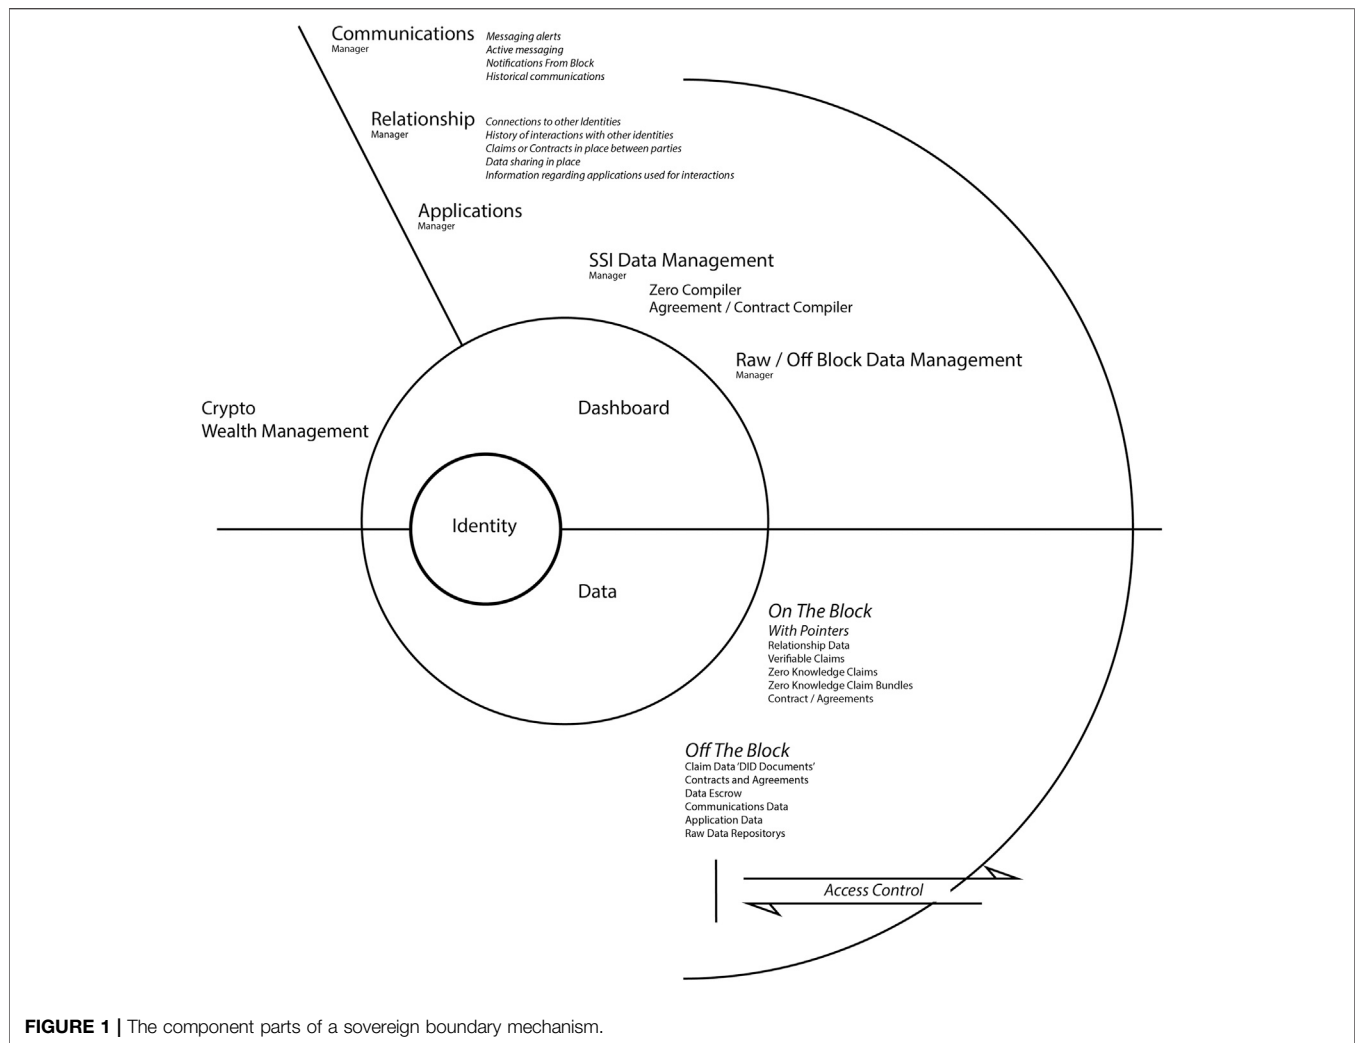 Communications
Manager
Messaging alerts
Active messaging
Notifications From Block
Historical communications
Relationship
Manager
Connections to other Identities
History of interactions with other identities
Claims or Contracts in place between parties
Data sharing in place
Information regarding applications used for interactions
Applications
Manager
SSI Data Management
Manager
Zero Compiler
Agreement / Contract Compiler
Raw / Off Block Data Management
Manager
Crypto
Wealth Management
Dashboard
Identity
Data
On The Block
With Pointers
Relationship Data
Verifiable Claims
Zero Knowledge Claims
Zero Knowledge Claim Bundles
Contract / Agreements
Off The Block
Claim Data 'DID Documents'
Contracts and Agreements
Data Escrow
Communications Data
Application Data
Raw Data Repositorys
Access Control
FIGURE 1 | The component parts of a sovereign boundary mechanism.